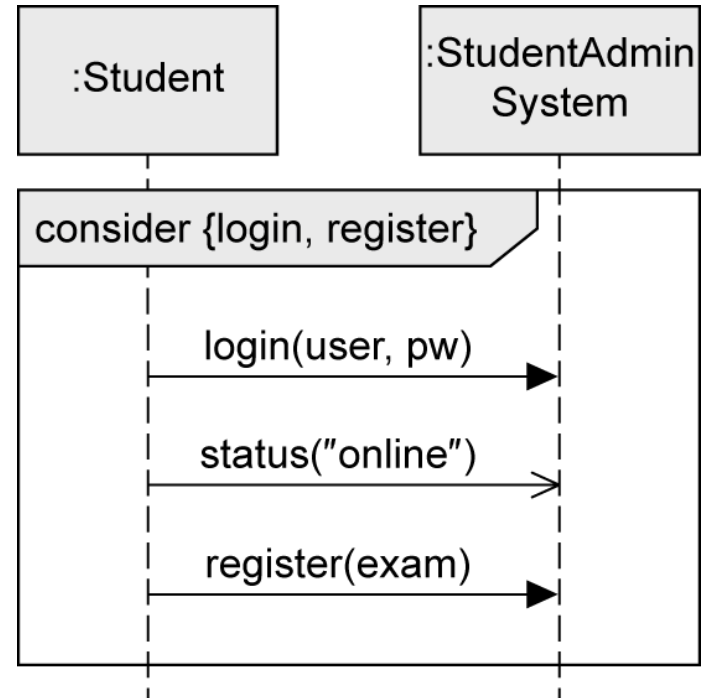 :Student
:StudentAdmin
System
consider {login, register}
login(user, pw)
status("online")
register(exam)